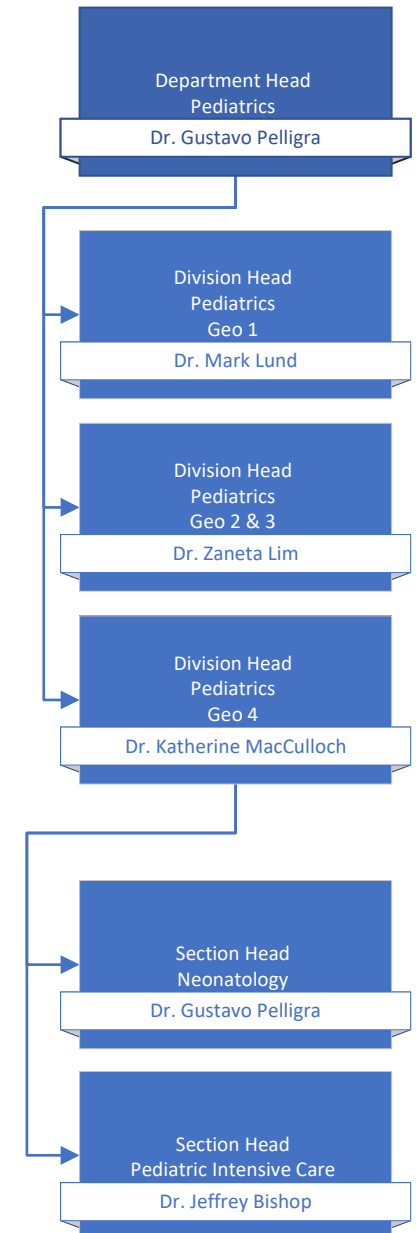 Department Head
Pediatrics
Dr. Gustavo Pelligra
Division Head
Pediatrics
Geo 1
Dr. Mark Lund
Division Head
Pediatrics
Geo 2 & 3
Dr. Zaneta Lim
Division Head
Pediatrics
Geo 4
Dr. Katherine MacCulloch
Section Head
Neonatology
Dr. Gustavo Pelligra
Section Head
Pediatric Intensive Care
Dr. Jeffrey Bishop